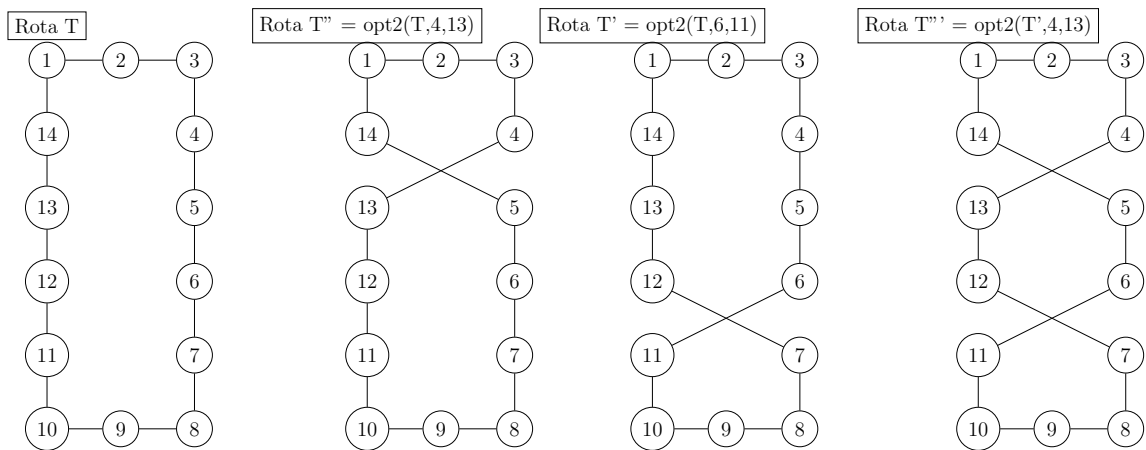 Rota T
Rota T" = opt2(T,4,13)
Rota T' = opt2(T,6,11)
Rota T"' = opt2(T',4,13)
1 2 3 1 2 3 1 2 3 1 2 3
14 4 14 4 14 4 14 4
13 5 13 5 13 5 13 5
12 6 12 6 12 6 12 6
11 7 11 7 11 7 11 7
10 9 8 10 9 8 10 9 8 10 9 8